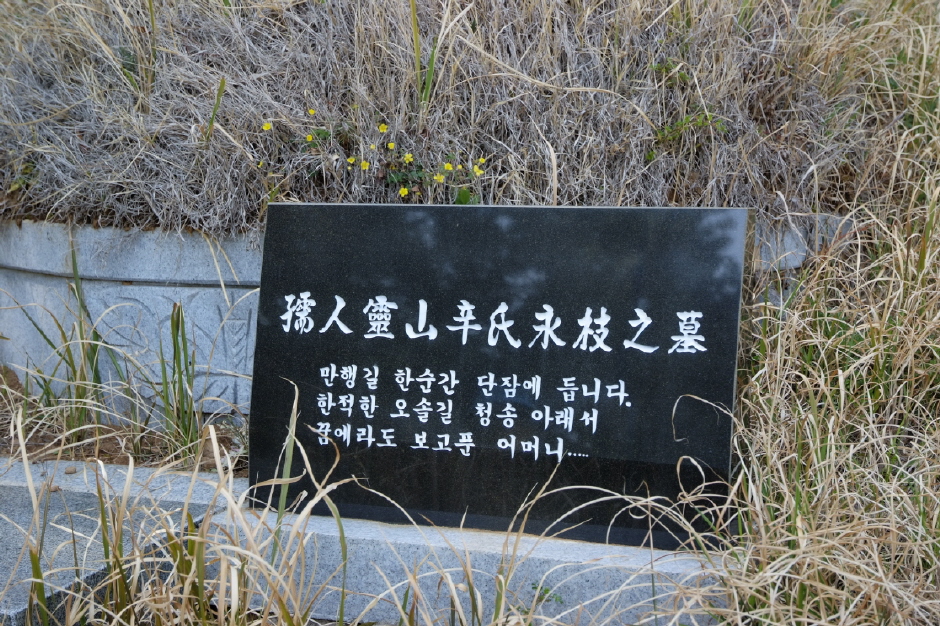 孺人靈山辛氏永枝之墓
만행길 한순간 단잠에 듭니다.
한적한 오솔길 청송 아래서
꿈에라도 보고푼 어머니.....